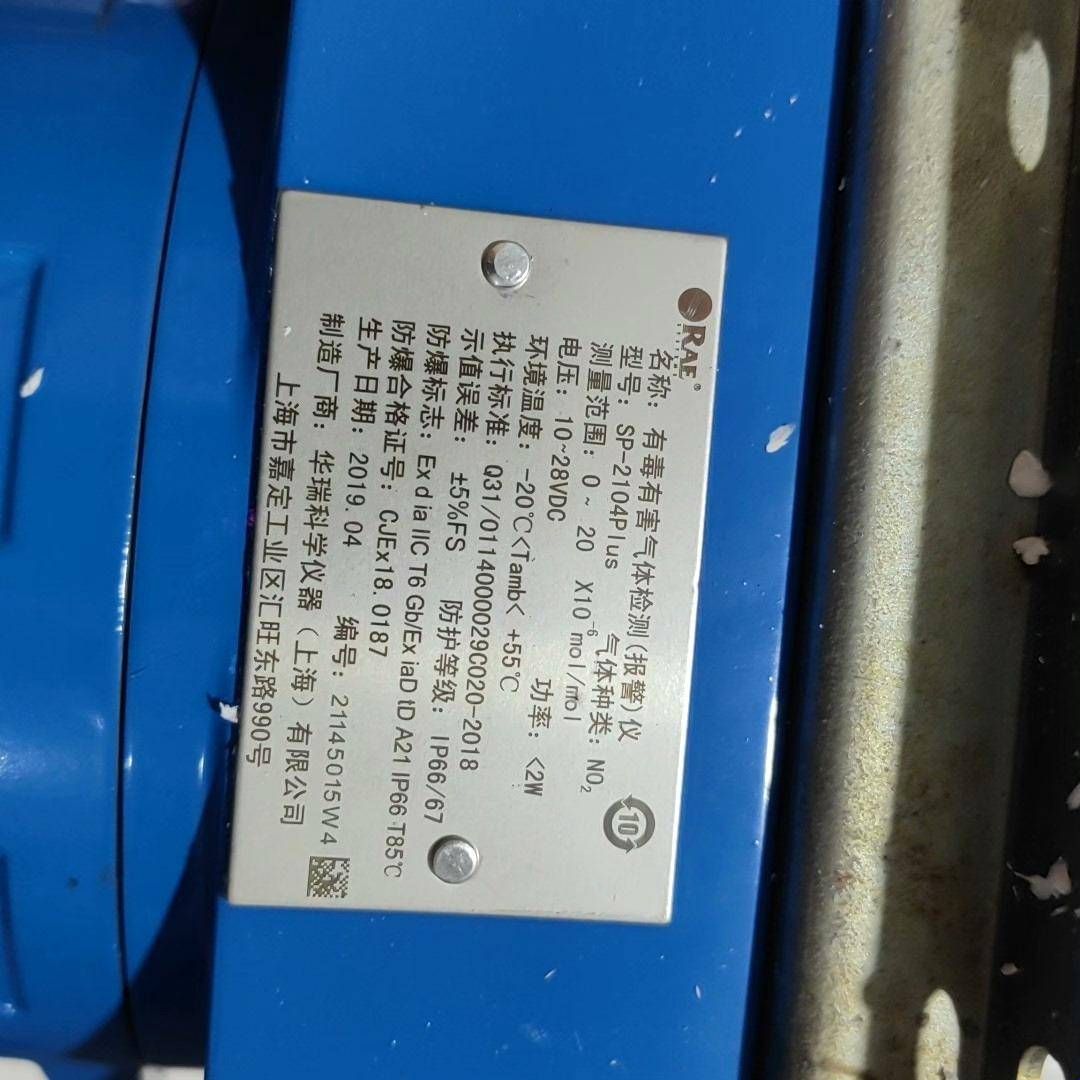 RAE®
名称：有毒有害气体检测(报警)仪
型号：SP-2104Plus 气体种类：NO₂
测量范围：0～20 X10⁻⁶mol/mol
电压：10~28VDC 功率：<2W
环境温度：-20℃<Tamb< +55℃
执行标准：Q31/0114000029C020-2018
示值误差：±5%FS 防护等级：IP66/67
防爆标志：Ex d ia IIC T6 Gb/Ex iaD tD A21 IP66 T85℃
防爆合格证号：CJEx18.0187
生产日期：2019.04 编号：21145015W4
制造厂商：华瑞科学仪器（上海）有限公司
上海市嘉定工业区汇旺东路990号
10